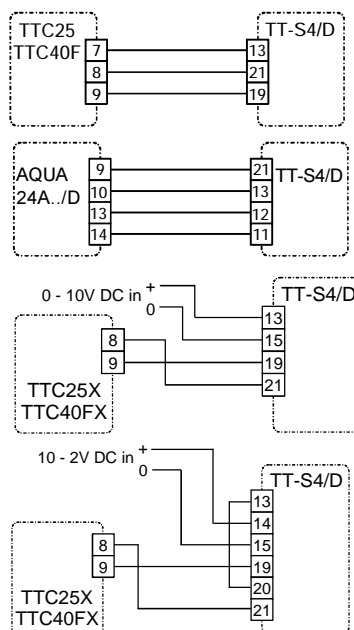 TTC25
TTC40F
7
8
9
TT-S4/D
13
21
19
AQUA
24A../D
9
10
13
14
TT-S4/D
21
13
12
11
0 - 10V DC in +
0
TT-S4/D
13
15
19
21
8
9
TTC25X
TTC40FX
10 - 2V DC in +
0
TT-S4/D
13
14
15
19
20
21
8
9
TTC25X
TTC40FX